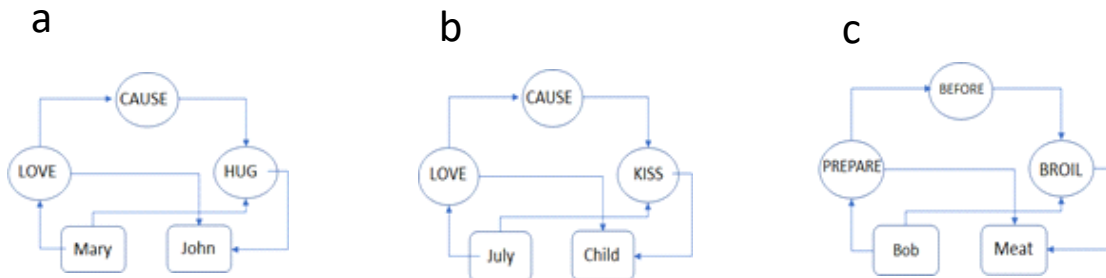 a
CAUSE
LOVE
HUG
Mary
John
b
CAUSE
LOVE
KISS
July
Child
c
BEFORE
PREPARE
BROIL
Bob
Meat